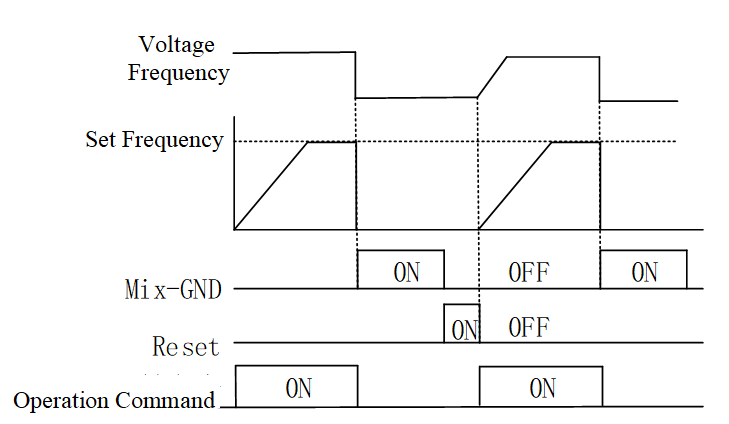 Voltage
Frequency
Set Frequency
ON OFF ON
Mix-GND
ON OFF
Reset
ON ON
Operation Command